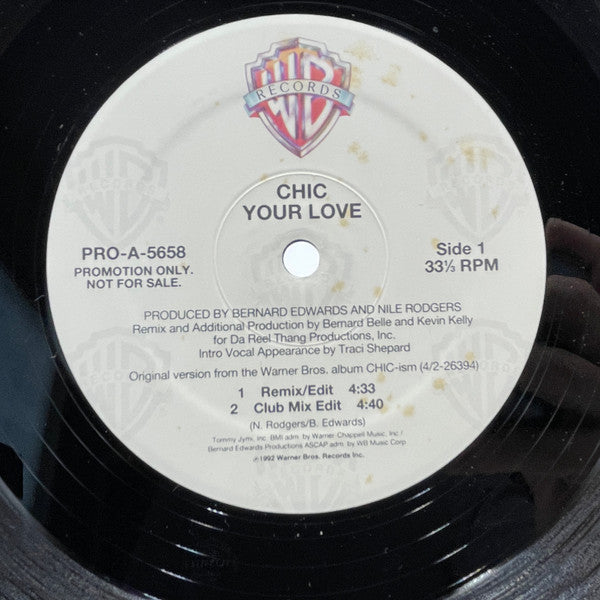 WB
RECORDS
CHIC
YOUR LOVE
PRO-A-5658
PROMOTION ONLY.
NOT FOR SALE.
Side 1
33⅓ RPM
PRODUCED BY BERNARD EDWARDS AND NILE RODGERS
Remix and Additional Production by Bernard Belle and Kevin Kelly
for Da Reel Thang Productions, Inc.
Intro Vocal Appearance by Traci Shepard
Original version from the Warner Bros. album CHIC-ism (4/2-26394)
1 Remix/Edit 4:33
2 Club Mix Edit 4:40
(N. Rodgers/B. Edwards)
Tommy Jymi, Inc. BMI adm. by Warner Chappell Music, Inc./
Bernard Edwards Productions ASCAP adm. by WB Music Corp
℗1992 Warner Bros. Records Inc.